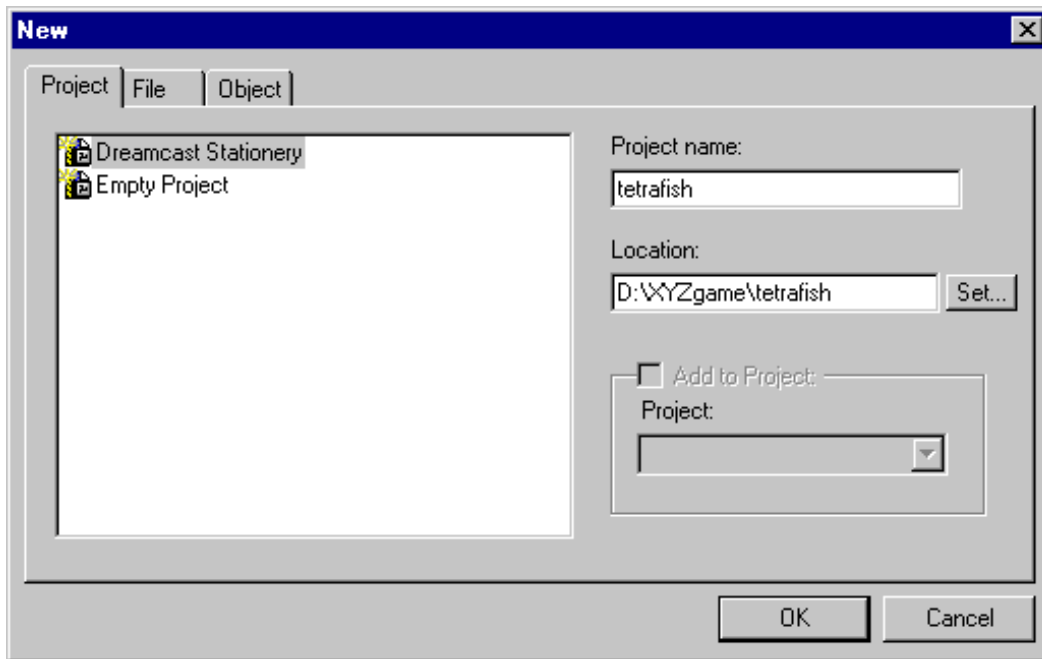 New
Project File Object
Dreamcast Stationery
Empty Project
Project name:
tetrafish
Location:
D:\XYZgame\tetrafish Set...
Add to Project:
Project:
OK Cancel